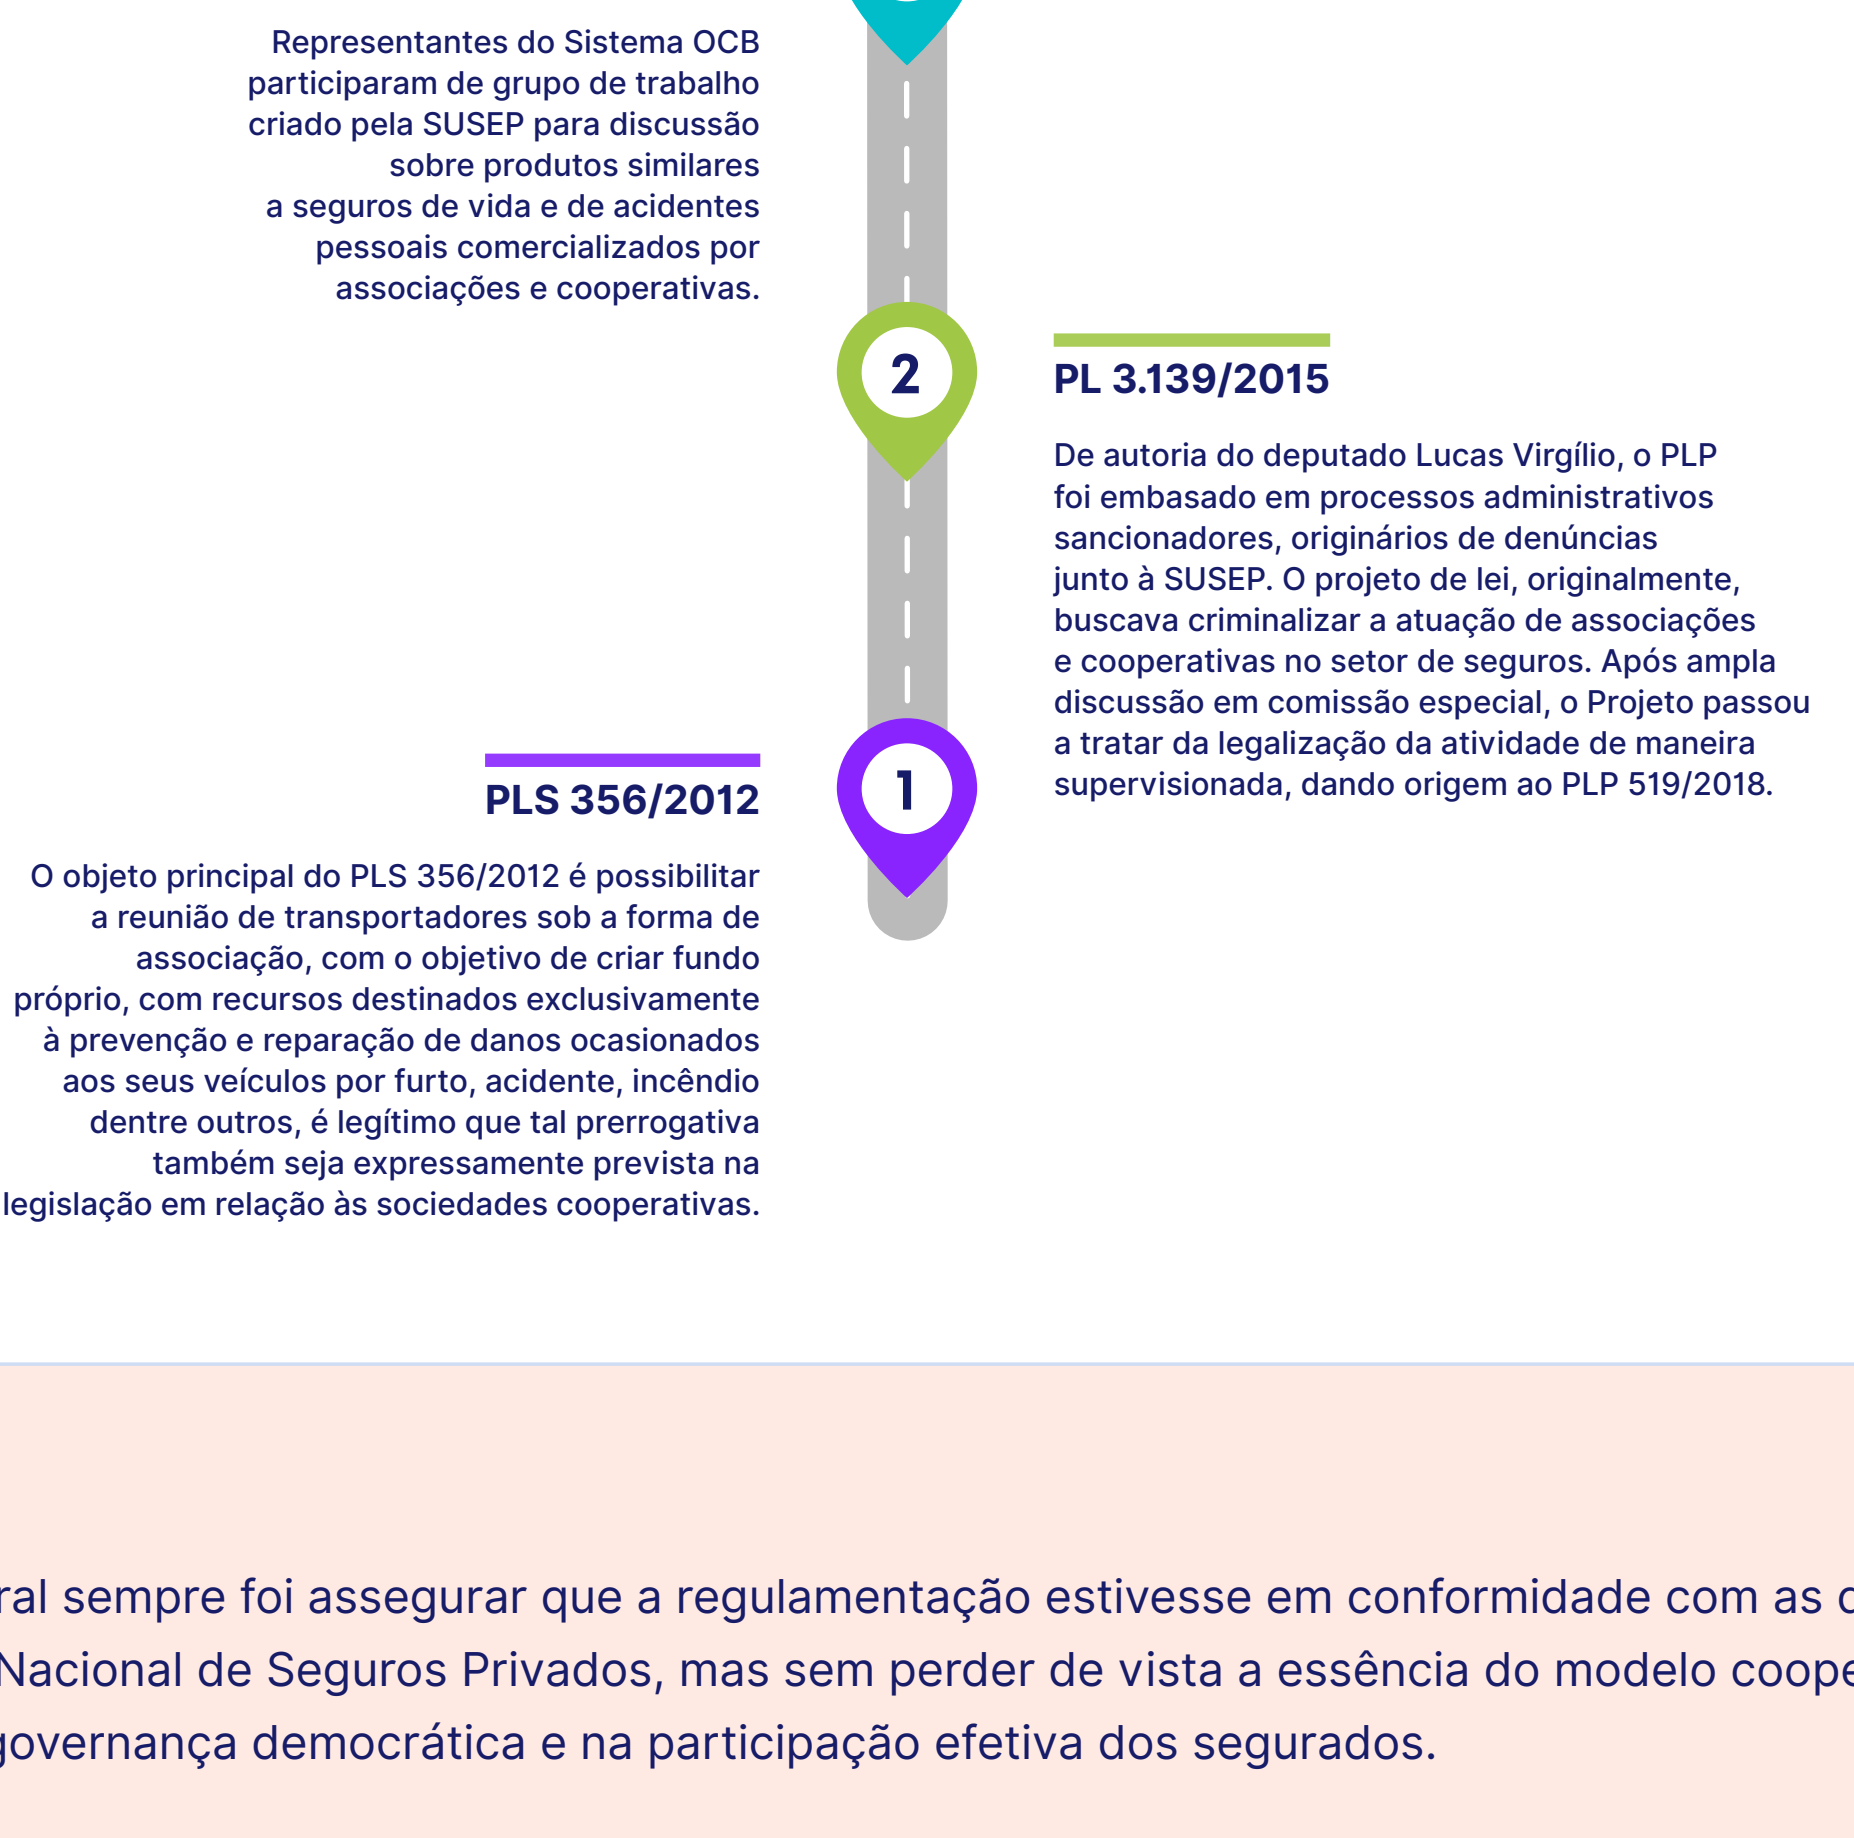 Representantes do Sistema OCB
participaram de grupo de trabalho
criado pela SUSEP para discussão
sobre produtos similares
a seguros de vida e de acidentes
pessoais comercializados por
associações e cooperativas.
2
PL 3.139/2015
De autoria do deputado Lucas Virgílio, o PLP
foi embasado em processos administrativos
sancionadores, originários de denúncias
junto à SUSEP. O projeto de lei, originalmente,
buscava criminalizar a atuação de associações
e cooperativas no setor de seguros. Após ampla
discussão em comissão especial, o Projeto passou
a tratar da legalização da atividade de maneira
supervisionada, dando origem ao PLP 519/2018.
1
PLS 356/2012
O objeto principal do PLS 356/2012 é possibilitar
a reunião de transportadores sob a forma de
associação, com o objetivo de criar fundo
próprio, com recursos destinados exclusivamente
à prevenção e reparação de danos ocasionados
aos seus veículos por furto, acidente, incêndio
dentre outros, é legítimo que tal prerrogativa
também seja expressamente prevista na
legislação em relação às sociedades cooperativas.
ral sempre foi assegurar que a regulamentação estivesse em conformidade com as
Nacional de Seguros Privados, mas sem perder de vista a essência do modelo coope
governança democrática e na participação efetiva dos segurados.